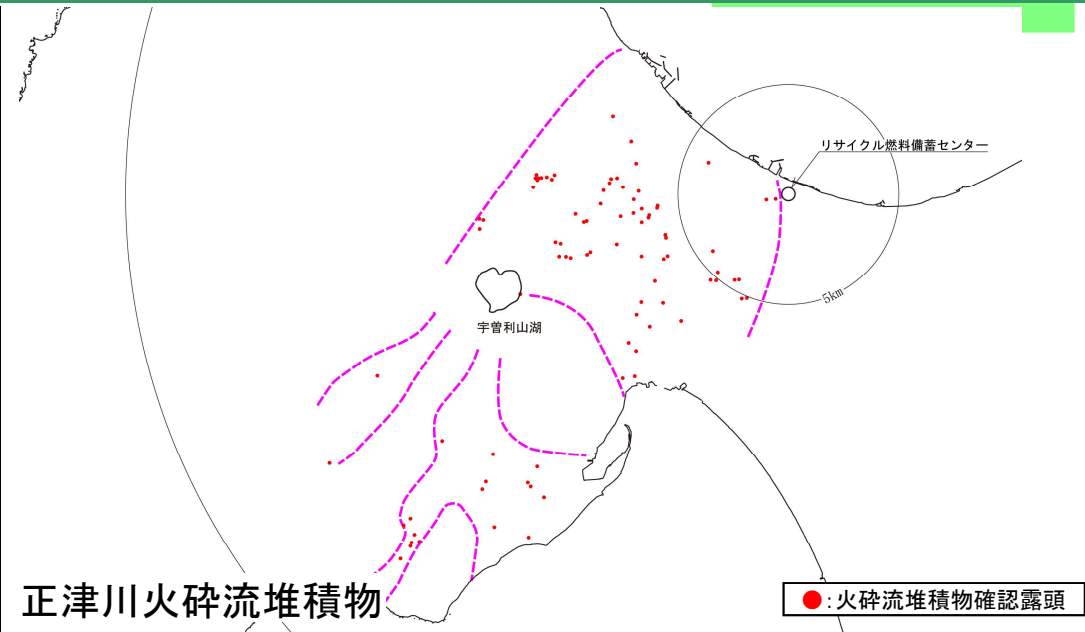 リサイクル燃料備蓄センター
5km
宇曽利山湖
正津川火砕流堆積物
●:火砕流堆積物確認露頭